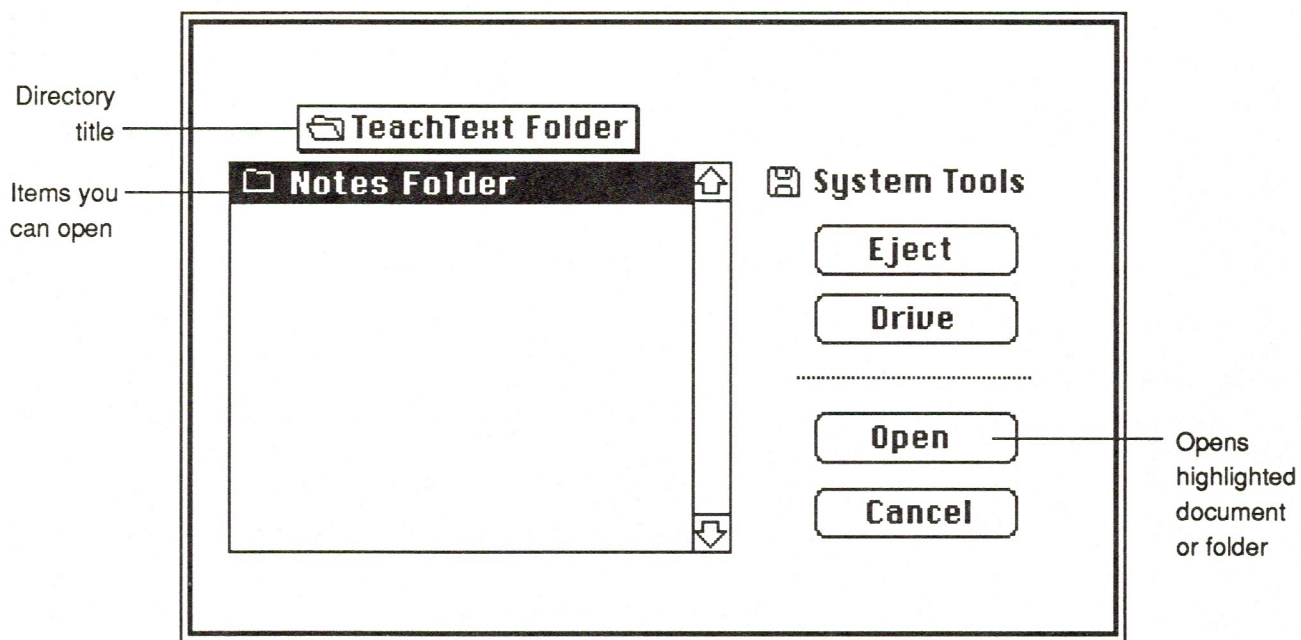 Directory
title
TeachText Folder
Items you
can open
Notes Folder
System Tools
Eject
Drive
Open
Cancel
Opens
highlighted
document
or folder